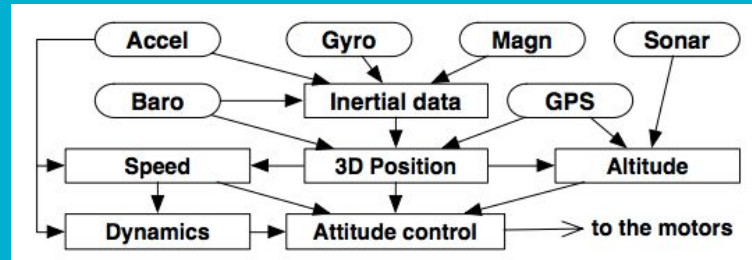 Accel
Gyro
Magn
Sonar
Baro
Inertial data
GPS
Speed
3D Position
Altitude
Dynamics
Attitude control
to the motors